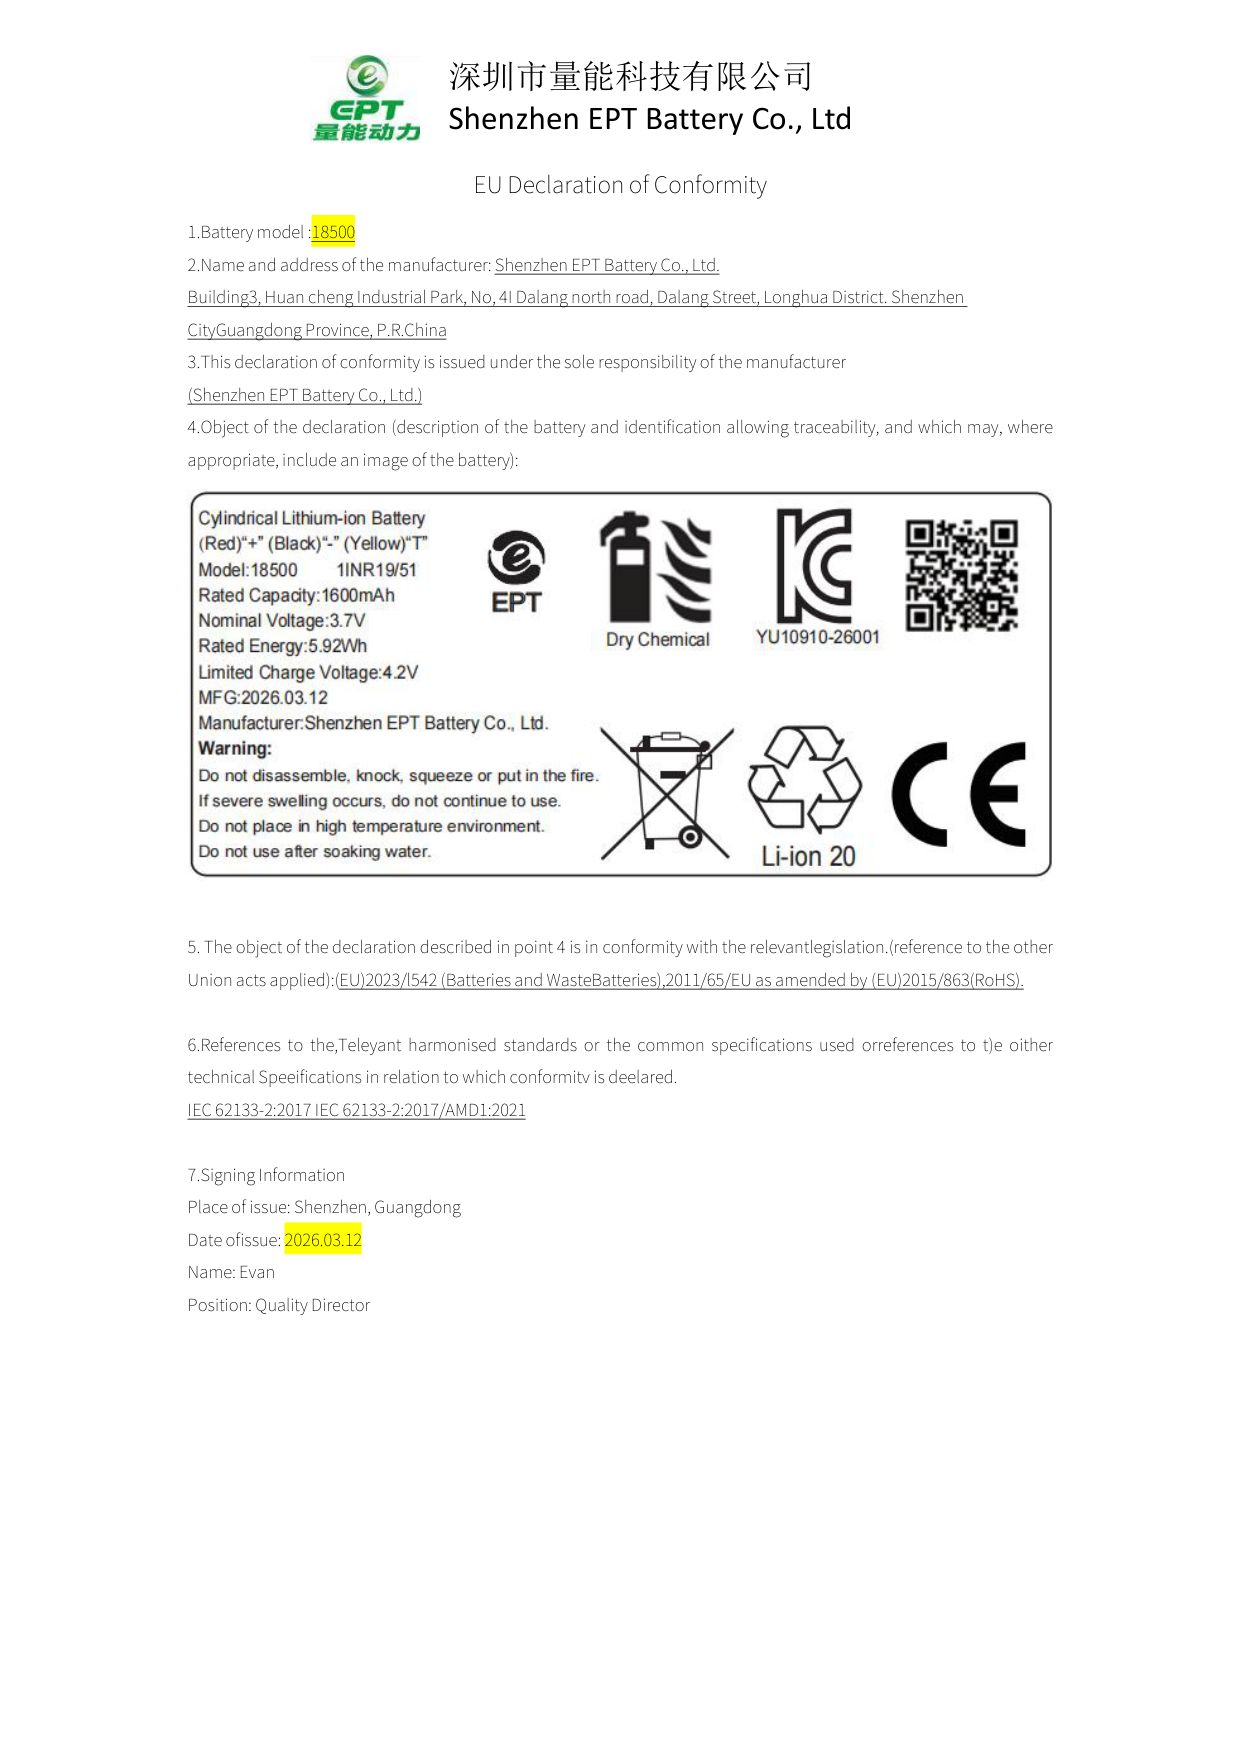 EPT
量能动力
深圳市量能科技有限公司
Shenzhen EPT Battery Co., Ltd
EU Declaration of Conformity
1.Battery model :18500
2.Name and address of the manufacturer: Shenzhen EPT Battery Co., Ltd.
Building3, Huan cheng Industrial Park, No, 4I Dalang north road, Dalang Street, Longhua District. Shenzhen
CityGuangdong Province, P.R.China
3.This declaration of conformity is issued under the sole responsibility of the manufacturer
(Shenzhen EPT Battery Co., Ltd.)
4.Object of the declaration (description of the battery and identification allowing traceability, and which may, where
appropriate, include an image of the battery):
Cylindrical Lithium-ion Battery
(Red)“+” (Black)“-” (Yellow)“T”
Model:18500 1INR19/51
Rated Capacity:1600mAh
Nominal Voltage:3.7V
Rated Energy:5.92Wh
Limited Charge Voltage:4.2V
MFG:2026.03.12
Manufacturer:Shenzhen EPT Battery Co., Ltd.
Warning:
Do not disassemble, knock, squeeze or put in the fire.
If severe swelling occurs, do not continue to use.
Do not place in high temperature environment.
Do not use after soaking water.
EPT
Dry Chemical
YU10910-26001
Li-ion 20
CE
5. The object of the declaration described in point 4 is in conformity with the relevantlegislation.(reference to the other
Union acts applied):(EU)2023/l542 (Batteries and WasteBatteries),2011/65/EU as amended by (EU)2015/863(RoHS).
6.References to the,Teleyant harmonised standards or the common specifications used orreferences to t)e oither
technical Speeifications in relation to which conformitv is deelared.
IEC 62133-2:2017 IEC 62133-2:2017/AMD1:2021
7.Signing Information
Place of issue: Shenzhen, Guangdong
Date ofissue: 2026.03.12
Name: Evan
Position: Quality Director